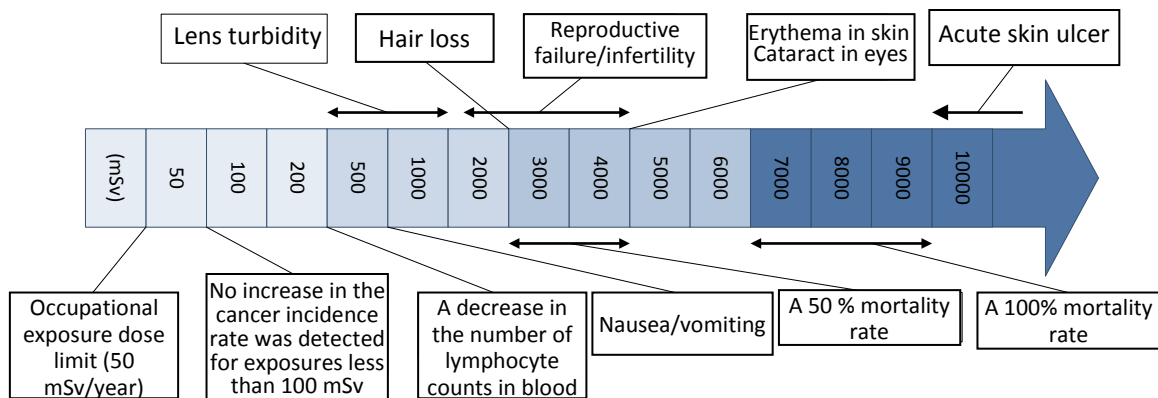 Lens turbidity
Hair loss
Reproductive
failure/infertility
Erythema in skin
Cataract in eyes
Acute skin ulcer
(mSv)
50
100
200
500
1000
2000
3000
4000
5000
6000
7000
8000
9000
10000
Occupational
exposure dose
limit (50
mSv/year)
No increase in the
cancer incidence
rate was detected
for exposures less
than 100 mSv
A decrease in
the number of
lymphocyte
counts in blood
Nausea/vomiting
A 50 % mortality
rate
A 100% mortality
rate